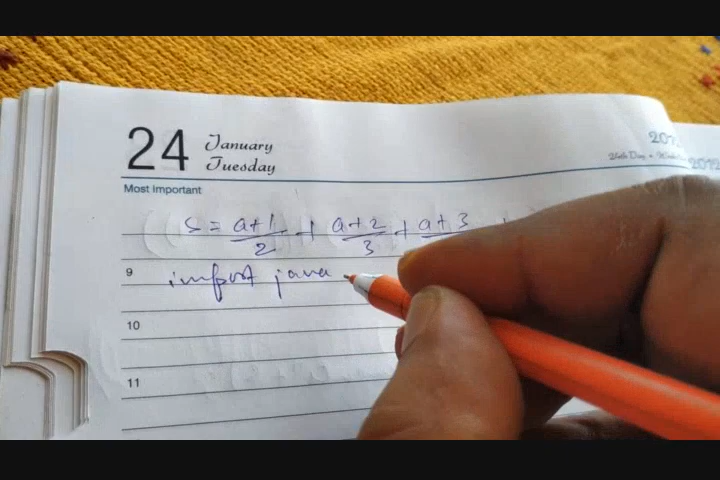 24 January
Tuesday
Most important
s = a+1/2 + a+2/3 + a+3
9 import java
10
11